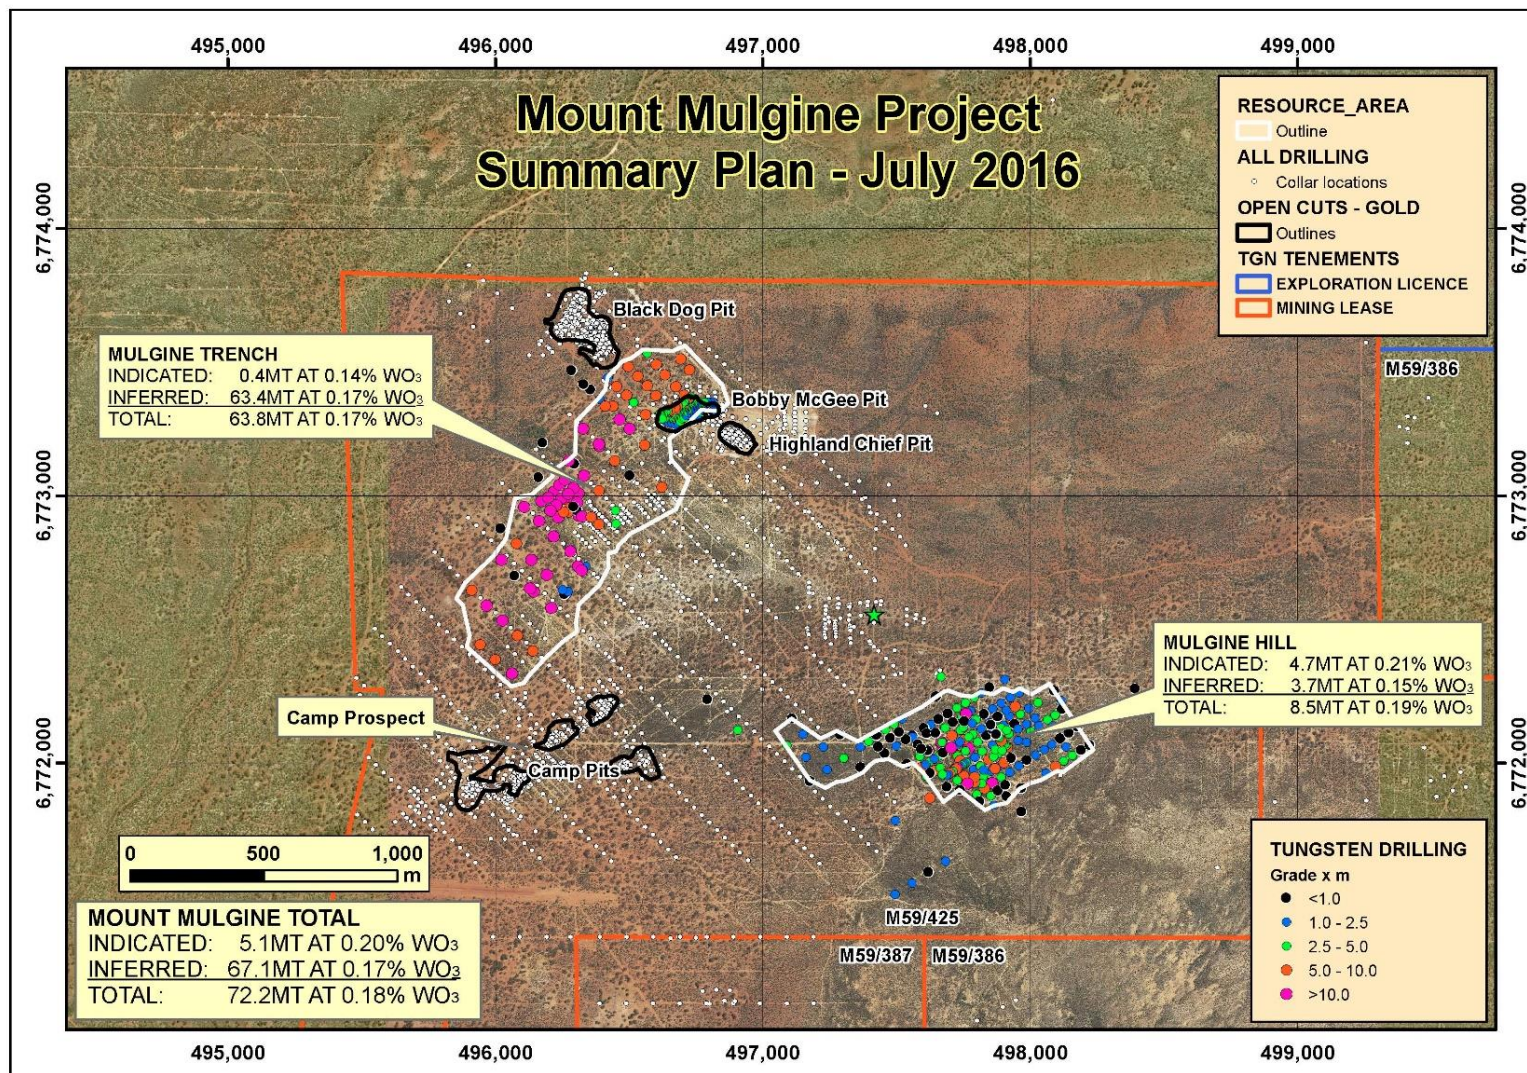 495,000
496,000
497,000
498,000
499,000
Mount Mulgine Project
Summary Plan - July 2016
RESOURCE_AREA
Outline
ALL DRILLING
Collar locations
OPEN CUTS - GOLD
Outlines
TGN TENEMENTS
EXPLORATION LICENCE
MINING LEASE
6,774,000
6,774,000
Black Dog Pit
MULGINE TRENCH
INDICATED: 0.4MT AT 0.14% WO₃
INFERRED: 63.4MT AT 0.17% WO₃
TOTAL: 63.8MT AT 0.17% WO₃
M59/386
Bobby McGee Pit
Highland Chief Pit
6,773,000
6,773,000
MULGINE HILL
INDICATED: 4.7MT AT 0.21% WO₃
INFERRED: 3.7MT AT 0.15% WO₃
TOTAL: 8.5MT AT 0.19% WO₃
Camp Prospect
6,772,000
6,772,000
Camp Pits
0 500 1,000
m
MOUNT MULGINE TOTAL
INDICATED: 5.1MT AT 0.20% WO₃
INFERRED: 67.1MT AT 0.17% WO₃
TOTAL: 72.2MT AT 0.18% WO₃
M59/425
M59/387
M59/386
TUNGSTEN DRILLING
Grade x m
<1.0
1.0 - 2.5
2.5 - 5.0
5.0 - 10.0
>10.0
495,000
496,000
497,000
498,000
499,000